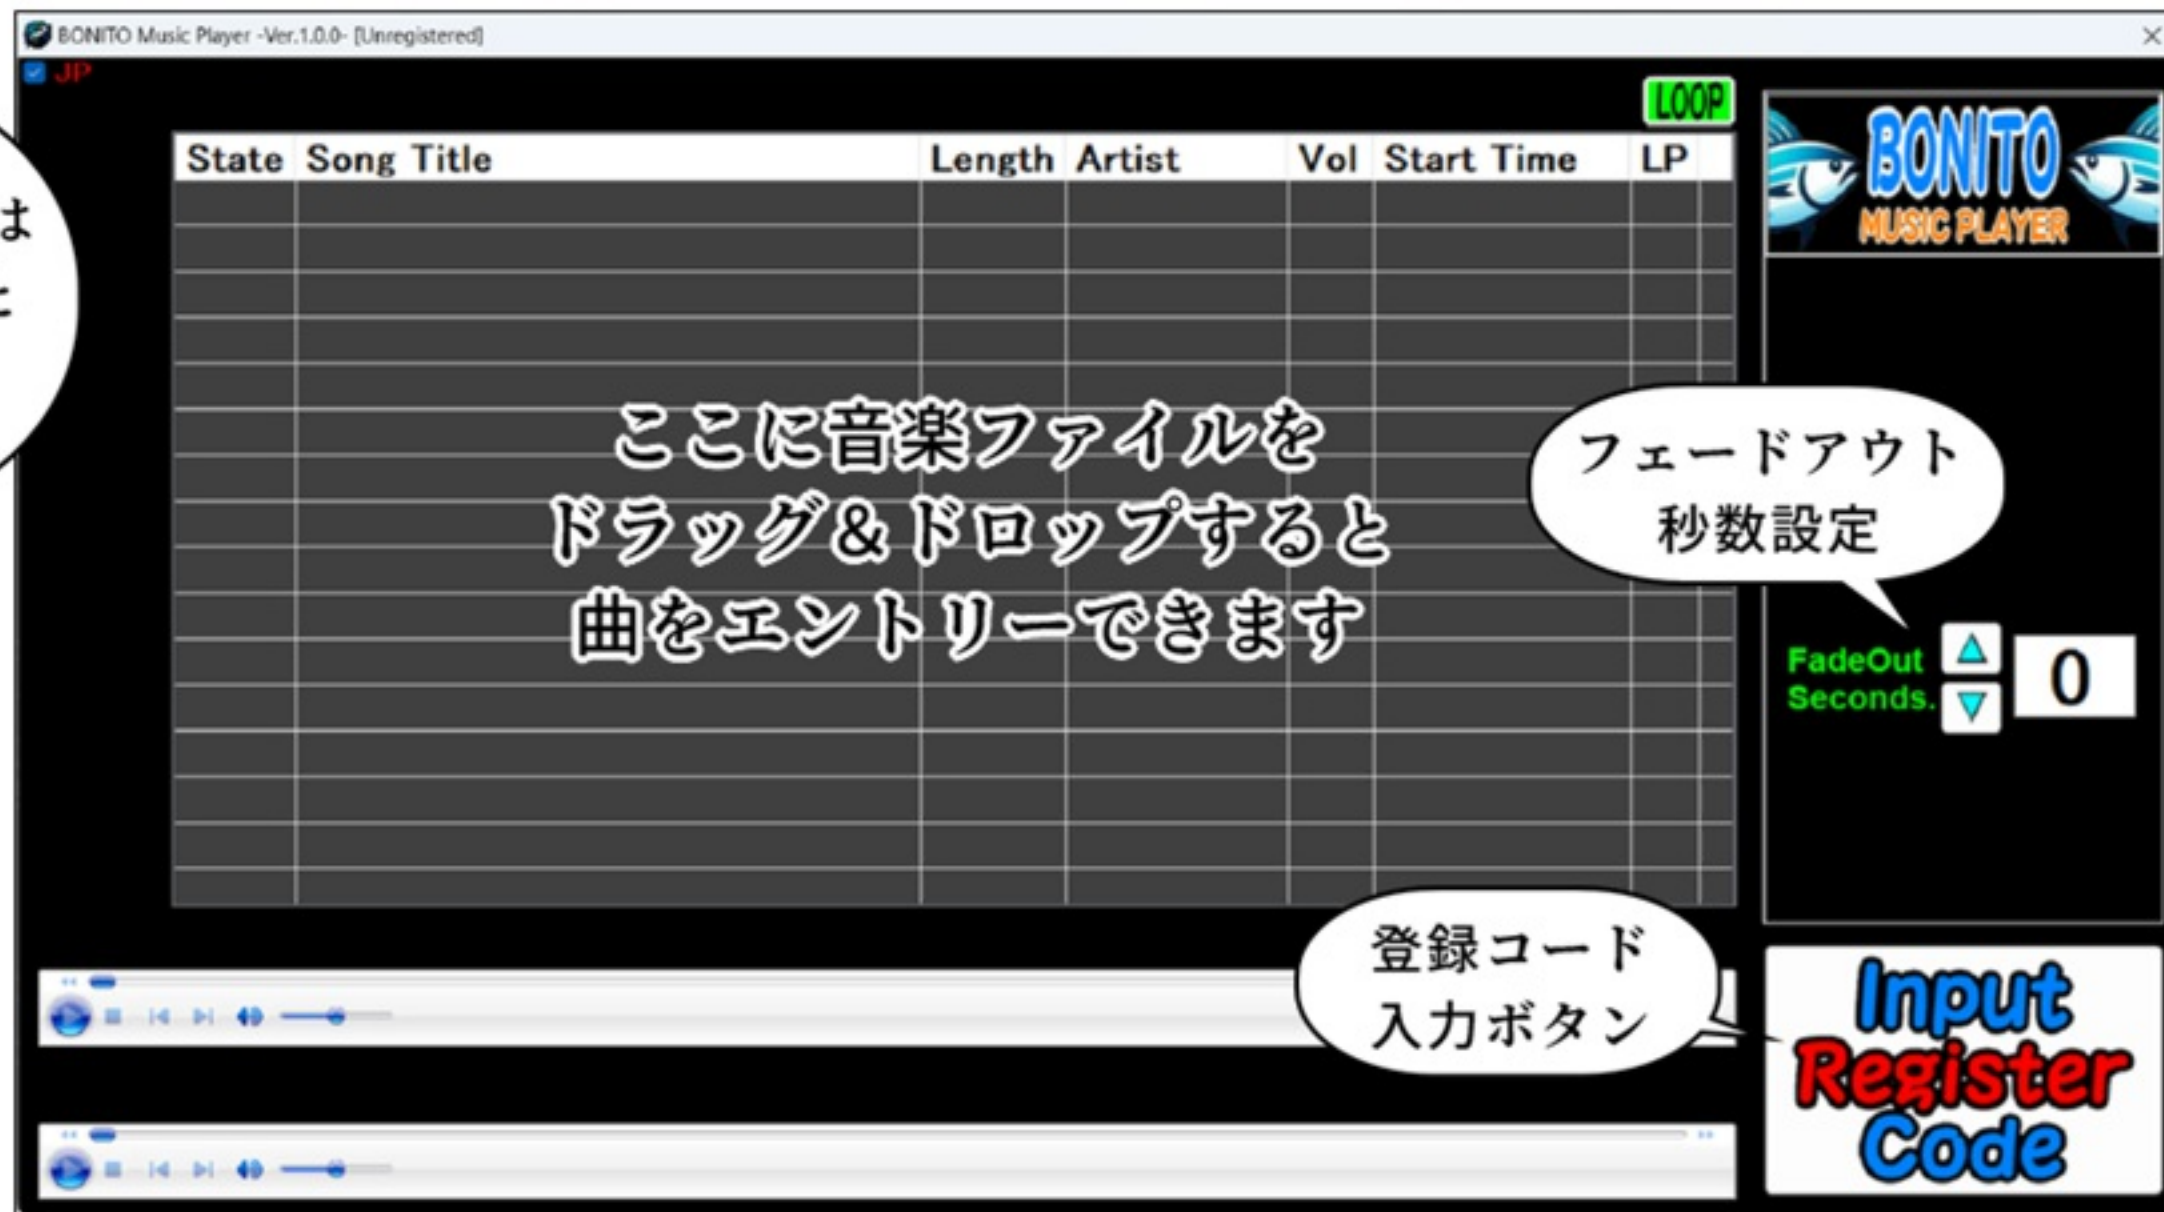 BONITO Music Player -Ver.1.0.0- [Unregistered]
JP
LOOP
State Song Title Length Artist Vol Start Time LP
BONITO
MUSIC PLAYER
は
ここに音楽ファイルを
ドラッグ&ドロップすると
曲をエントリーできます
フェードアウト
秒数設定
FadeOut
Seconds.
0
登録コード
入力ボタン
Input
Register
Code